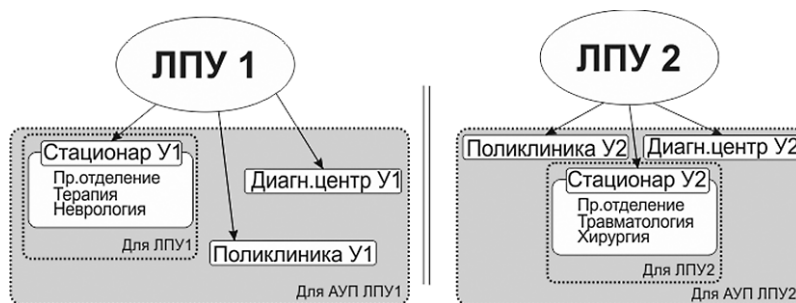 ЛПУ 1
Стационар У1
Пр.отделение
Терапия
Неврология
Для ЛПУ1
Диагн.центр У1
Поликлиника У1
Для АУП ЛПУ1
ЛПУ 2
Поликлиника У2
Диагн.центр У2
Стационар У2
Пр.отделение
Травматология
Хирургия
Для ЛПУ2
Для АУП ЛПУ2